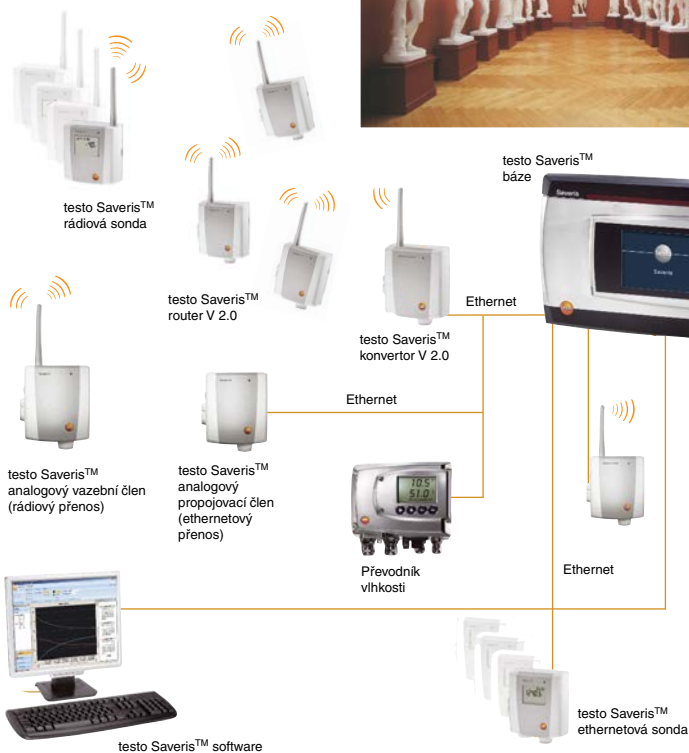 testo Saveris™
báze
Saveris
Saveris
testo Saveris™
rádiová sonda
testo Saveris™
router V 2.0
Ethernet
testo Saveris™
konvertor V 2.0
Ethernet
testo Saveris™
analogový vazební člen
(rádiový přenos)
testo Saveris™
analogový
propojovací člen
(ethernetový
přenos)
10.5
51.0
Převodník
vlhkosti
Ethernet
testo Saveris™
ethernetová sonda
testo Saveris™ software